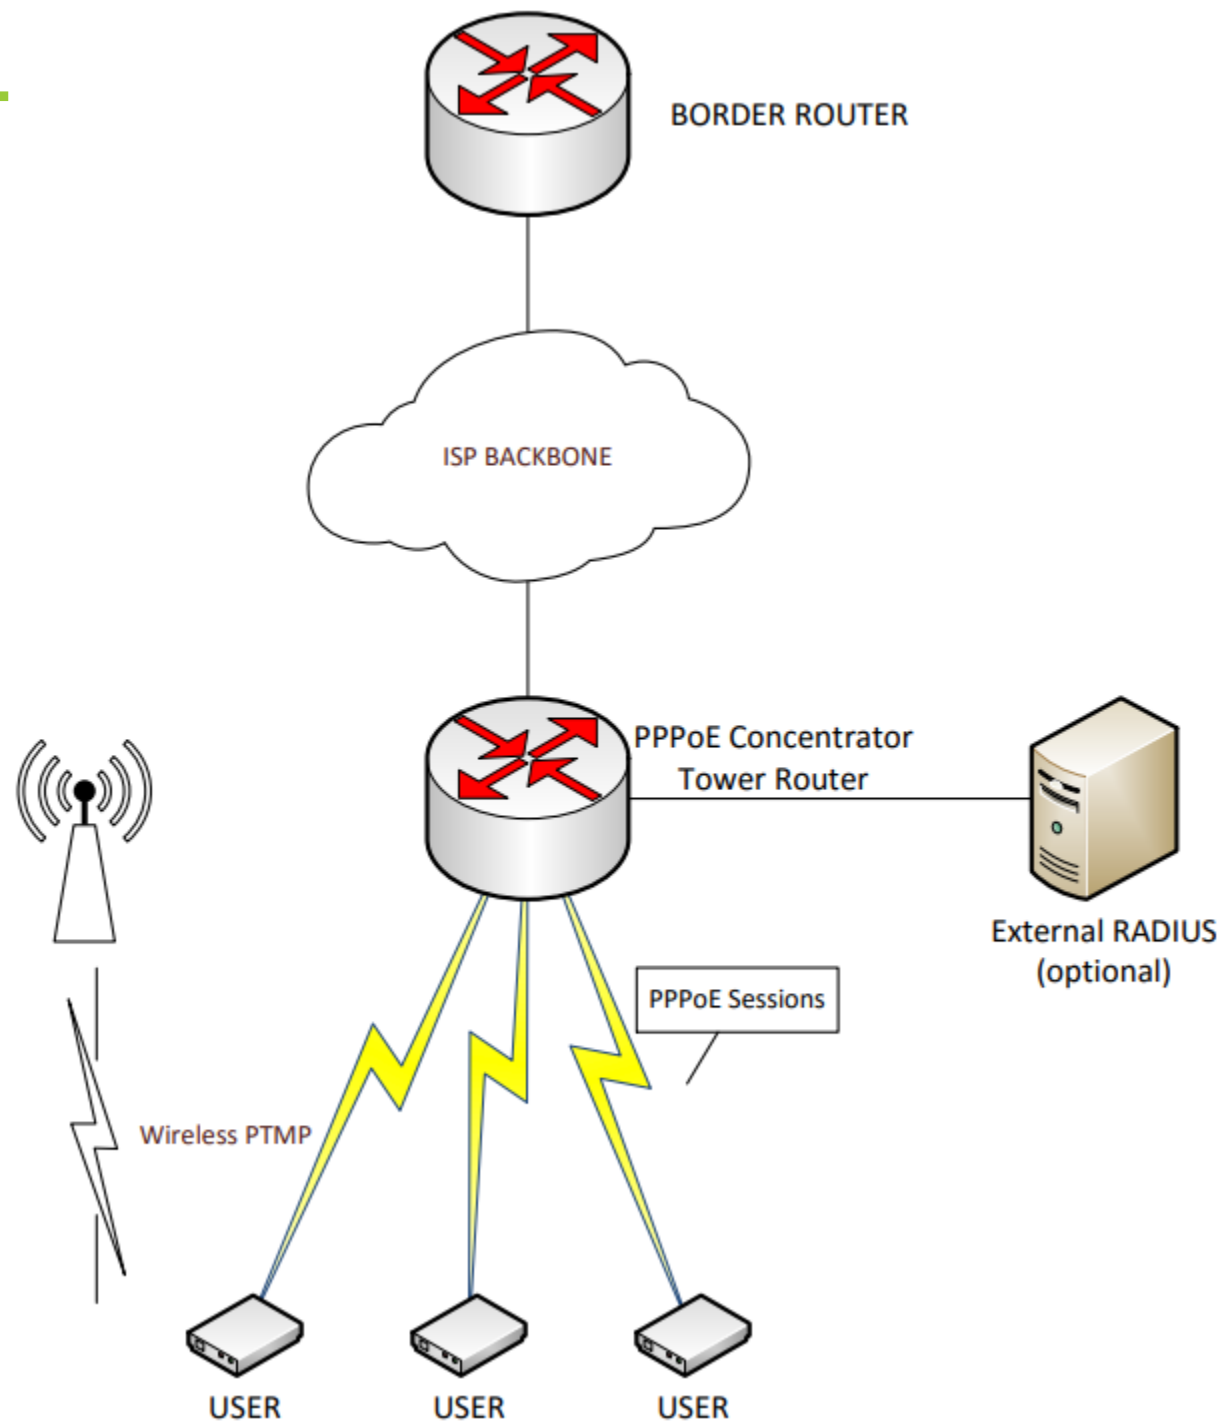 BORDER ROUTER
ISP BACKBONE
PPPoE Concentrator
Tower Router
External RADIUS
(optional)
PPPoE Sessions
Wireless PTMP
USER
USER
USER